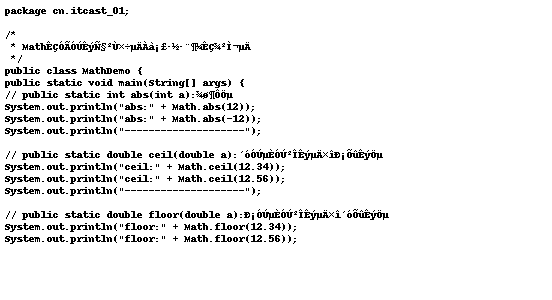 package cn.itcast_01;
/*
* MathÊÇÓÃÓÚÊýÑ§²Ù×÷µÄÀà¡£·½·¨¶¼ÊÇ¾²Ì¬µÄ
*/
public class MathDemo {
public static void main(String[] args) {
// public static int abs(int a):¾ø¶ÔÖµ
System.out.println("abs:" + Math.abs(12));
System.out.println("abs:" + Math.abs(-12));
System.out.println("--------------------");
// public static double ceil(double a):´óÓÚµÈÓÚ²ÎÊýµÄ×îÐ¡ÕûÊýÖµ
System.out.println("ceil:" + Math.ceil(12.34));
System.out.println("ceil:" + Math.ceil(12.56));
System.out.println("--------------------");
// public static double floor(double a):Ð¡ÓÚµÈÓÚ²ÎÊýµÄ×î´óÕûÊýÖµ
System.out.println("floor:" + Math.floor(12.34));
System.out.println("floor:" + Math.floor(12.56));